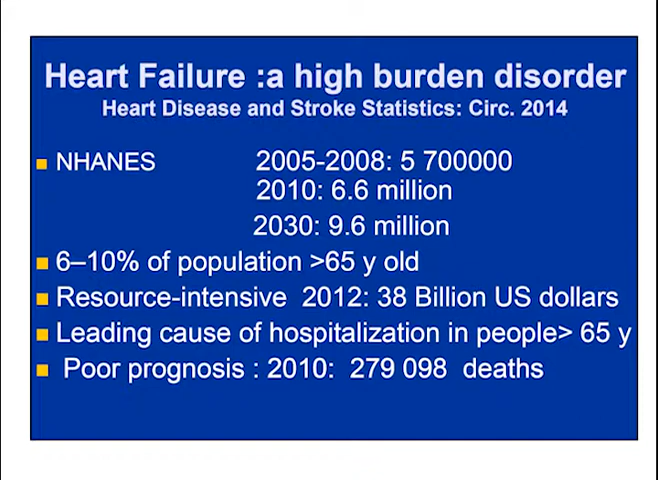 Heart Failure :a high burden disorder
Heart Disease and Stroke Statistics: Circ. 2014
NHANES 2005-2008: 5 700000
2010: 6.6 million
2030: 9.6 million
6–10% of population >65 y old
Resource-intensive 2012: 38 Billion US dollars
Leading cause of hospitalization in people> 65 y
Poor prognosis : 2010: 279 098 deaths